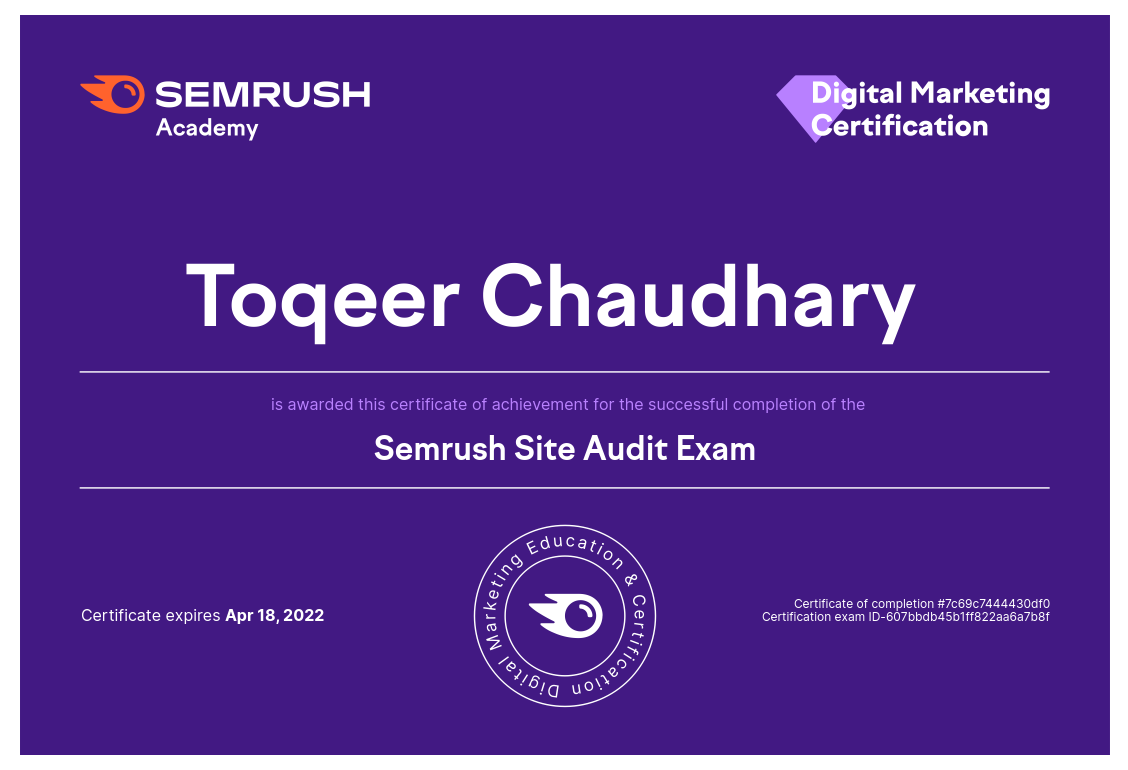 SEMRUSH
Academy
Digital Marketing
Certification
Toqeer Chaudhary
is awarded this certificate of achievement for the successful completion of the
Semrush Site Audit Exam
Certificate expires Apr 18, 2022
Digital Marketing Education & Certification
Certificate of completion #7c69c7444430df0
Certification exam ID-607bbdb45b1ff822aa6a7b8f